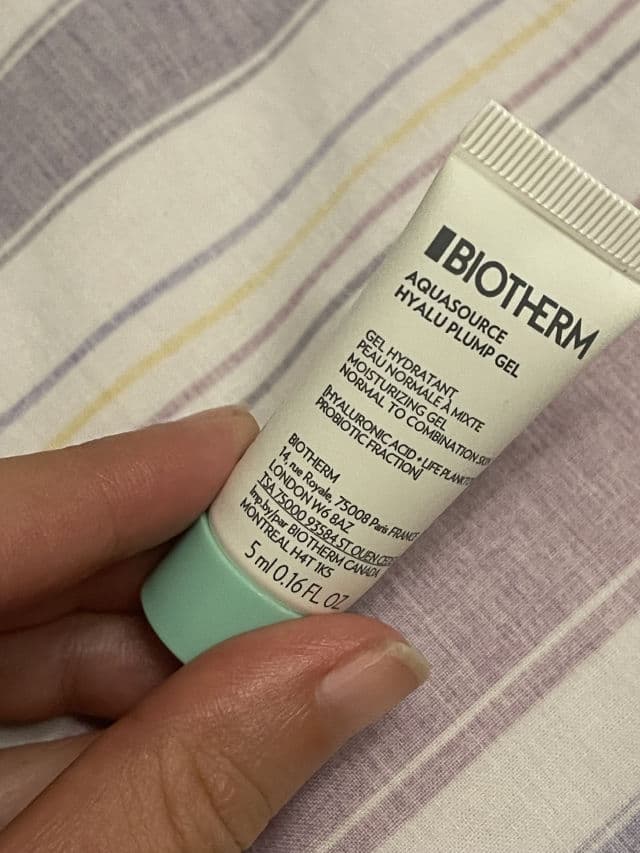 BIOTHERM
AQUASOURCE
HYALU PLUMP GEL
GEL HYDRATANT
PEAU NORMALE À MIXTE
MOISTURIZING GEL
NORMAL TO COMBINATION SKIN
[HYALURONIC ACID + LIFE
PROBIOTIC FRACTION]
BIOTHERM
14, rue Royale, 75008 Paris FRANCE
LONDON W6 8AZ
TSA 75000 93584 ST OUEN
Imp.by/par BIOTHERM CANADA
MONTREAL H4T 1K5
5 ml 0.16 FL. OZ.